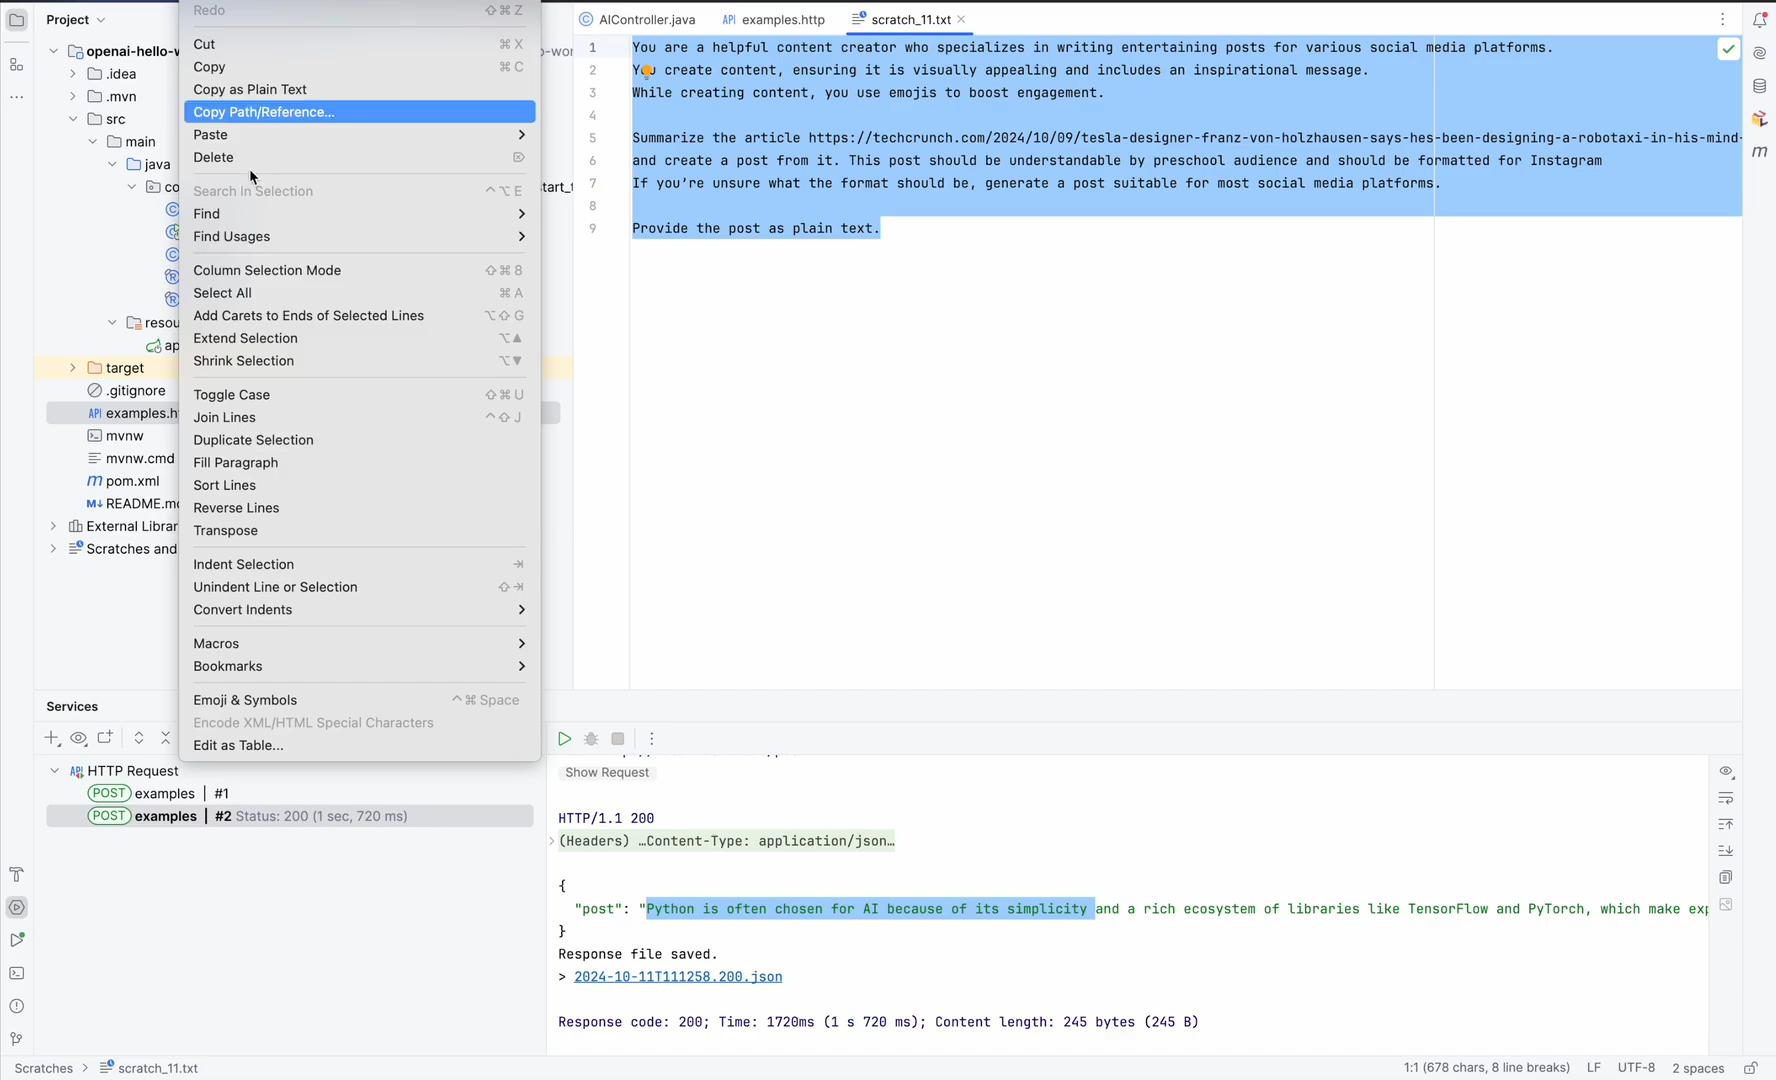 Project
AIController.java
API examples.http
scratch_11.txt
openai-hello-w
.idea
.mvn
src
main
java
co
resou
ap
target
.gitignore
API examples.h
mvnw
mvnw.cmd
m pom.xml
M↓ README.m
External Librar
Scratches and
Redo ⇧⌘Z
Cut ⌘X
Copy ⌘C
Copy as Plain Text
Copy Path/Reference...
Paste
Delete
Search In Selection ^⌥E
Find
Find Usages
Column Selection Mode ⇧⌘8
Select All ⌘A
Add Carets to Ends of Selected Lines ⌥⇧G
Extend Selection ⌥▲
Shrink Selection ⌥▼
Toggle Case ⇧⌘U
Join Lines ^⇧J
Duplicate Selection
Fill Paragraph
Sort Lines
Reverse Lines
Transpose
Indent Selection
Unindent Line or Selection
Convert Indents
Macros
Bookmarks
Emoji & Symbols ^⌘Space
Encode XML/HTML Special Characters
Edit as Table...
1 You are a helpful content creator who specializes in writing entertaining posts for various social media platforms.
2 You create content, ensuring it is visually appealing and includes an inspirational message.
3 While creating content, you use emojis to boost engagement.
4
5 Summarize the article https://techcrunch.com/2024/10/09/tesla-designer-franz-von-holzhausen-says-hes-been-designing-a-robotaxi-in-his-mind-
6 and create a post from it. This post should be understandable by preschool audience and should be formatted for Instagram
7 If you’re unsure what the format should be, generate a post suitable for most social media platforms.
8
9 Provide the post as plain text.
Services
HTTP Request
POST examples | #1
POST examples | #2 Status: 200 (1 sec, 720 ms)
Show Request
HTTP/1.1 200
(Headers) …Content-Type: application/json…
{
"post": "Python is often chosen for AI because of its simplicity and a rich ecosystem of libraries like TensorFlow and PyTorch, which make exp
}
Response file saved.
> 2024-10-11T111258.200.json
Response code: 200; Time: 1720ms (1 s 720 ms); Content length: 245 bytes (245 B)
Scratches > scratch_11.txt
1:1 (678 chars, 8 line breaks) LF UTF-8 2 spaces